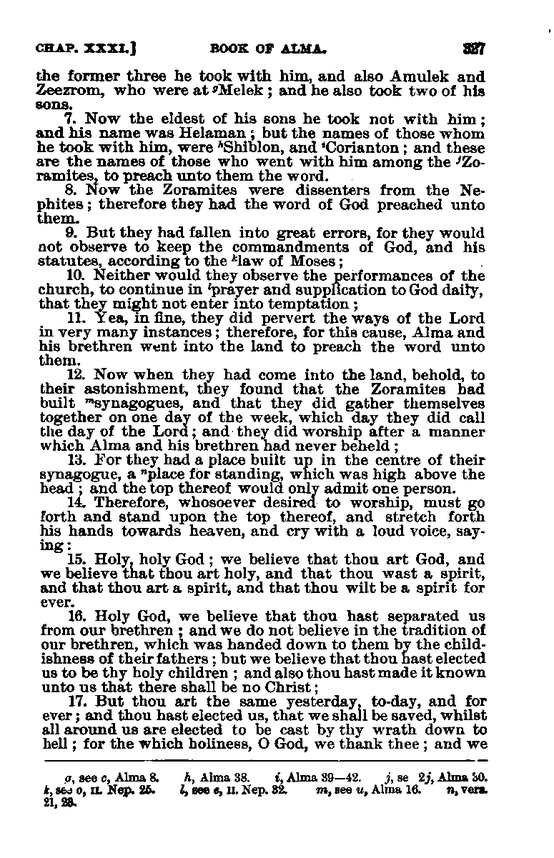 CHAP. XXXI.] BOOK OF ALMA. 327
the former three he took with him, and also Amulek and
Zeezrom, who were at gMelek ; and he also took two of his
sons.
7. Now the eldest of his sons he took not with him ;
and his name was Helaman ; but the names of those whom
he took with him, were hShiblon, and iCorianton ; and these
are the names of those who went with him among the jZo-
ramites, to preach unto them the word.
8. Now the Zoramites were dissenters from the Ne-
phites ; therefore they had the word of God preached unto
them.
9. But they had fallen into great errors, for they would
not observe to keep the commandments of God, and his
statutes, according to the klaw of Moses ;
10. Neither would they observe the performances of the
church, to continue in lprayer and supplication to God daily,
that they might not enter into temptation ;
11. Yea, in fine, they did pervert the ways of the Lord
in very many instances ; therefore, for this cause, Alma and
his brethren went into the land to preach the word unto
them.
12. Now when they had come into the land, behold, to
their astonishment, they found that the Zoramites had
built msynagogues, and that they did gather themselves
together on one day of the week, which day they did call
the day of the Lord ; and they did worship after a manner
which Alma and his brethren had never beheld ;
13. For they had a place built up in the centre of their
synagogue, a nplace for standing, which was high above the
head ; and the top thereof would only admit one person.
14. Therefore, whosoever desired to worship, must go
forth and stand upon the top thereof, and stretch forth
his hands towards heaven, and cry with a loud voice, say-
ing :
15. Holy, holy God ; we believe that thou art God, and
we believe that thou art holy, and that thou wast a spirit,
and that thou art a spirit, and that thou wilt be a spirit for
ever.
16. Holy God, we believe that thou hast separated us
from our brethren ; and we do not believe in the tradition of
our brethren, which was handed down to them by the child-
ishness of their fathers ; but we believe that thou hast elected
us to be thy holy children ; and also thou hast made it known
unto us that there shall be no Christ ;
17. But thou art the same yesterday, to-day, and for
ever ; and thou hast elected us, that we shall be saved, whilst
all around us are elected to be cast by thy wrath down to
hell ; for the which holiness, O God, we thank thee ; and we
g, see c, Alma 8. h, Alma 38. i, Alma 39—42. j, se 2j, Alma 30.
k, see o, II. Nep. 25. l, see e, II. Nep. 32. m, see u, Alma 16. n, vers.
21, 23.